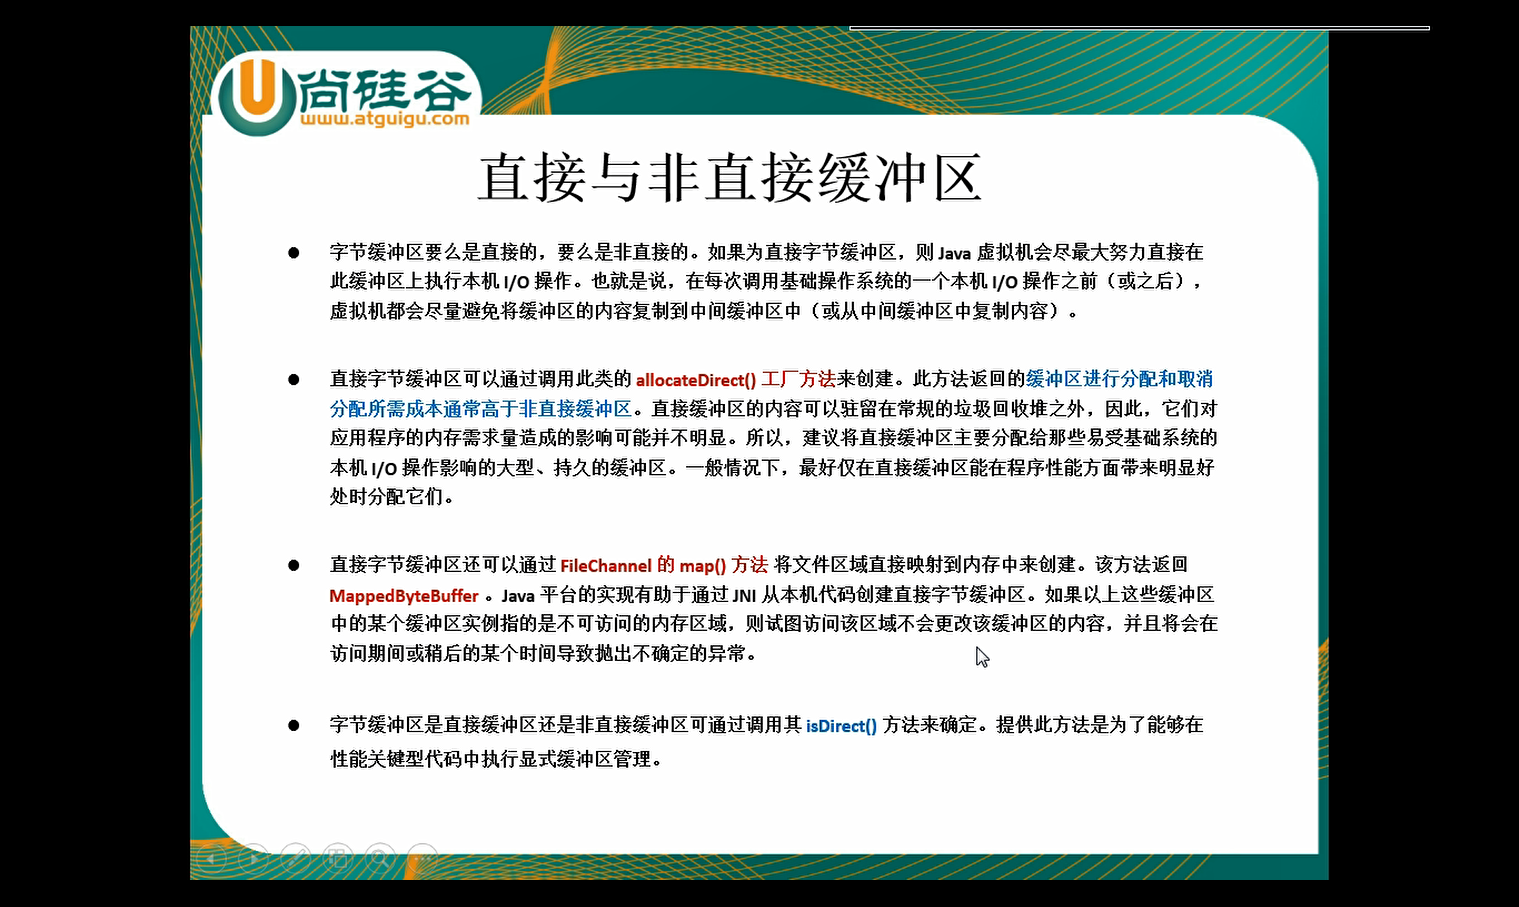 尚硅谷
www.atguigu.com
直接与非直接缓冲区
● 字节缓冲区要么是直接的，要么是非直接的。如果为直接字节缓冲区，则 Java 虚拟机会尽最大努力直接在
此缓冲区上执行本机 I/O 操作。也就是说，在每次调用基础操作系统的一个本机 I/O 操作之前（或之后），
虚拟机都会尽量避免将缓冲区的内容复制到中间缓冲区中（或从中间缓冲区中复制内容）。
● 直接字节缓冲区可以通过调用此类的 allocateDirect() 工厂方法来创建。此方法返回的缓冲区进行分配和取消
分配所需成本通常高于非直接缓冲区。直接缓冲区的内容可以驻留在常规的垃圾回收堆之外，因此，它们对
应用程序的内存需求量造成的影响可能并不明显。所以，建议将直接缓冲区主要分配给那些易受基础系统的
本机 I/O 操作影响的大型、持久的缓冲区。一般情况下，最好仅在直接缓冲区能在程序性能方面带来明显好
处时分配它们。
● 直接字节缓冲区还可以通过 FileChannel 的 map() 方法 将文件区域直接映射到内存中来创建。该方法返回
MappedByteBuffer 。Java 平台的实现有助于通过 JNI 从本机代码创建直接字节缓冲区。如果以上这些缓冲区
中的某个缓冲区实例指的是不可访问的内存区域，则试图访问该区域不会更改该缓冲区的内容，并且将会在
访问期间或稍后的某个时间导致抛出不确定的异常。
● 字节缓冲区是直接缓冲区还是非直接缓冲区可通过调用其 isDirect() 方法来确定。提供此方法是为了能够在
性能关键型代码中执行显式缓冲区管理。